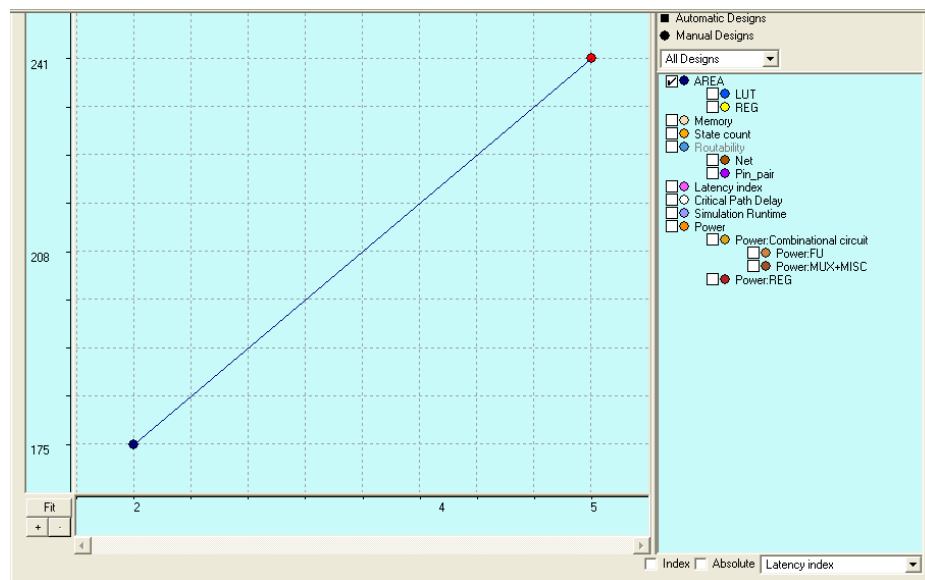 Automatic Designs
Manual Designs
All Designs
AREA
LUT
REG
Memory
State count
Routability
Net
Pin_pair
Latency index
Critical Path Delay
Simulation Runtime
Power
Power:Combinational circuit
Power:FU
Power:MUX+MISC
Power:REG
241
208
175
Fit
2 4 5
+ -
Index Absolute Latency index